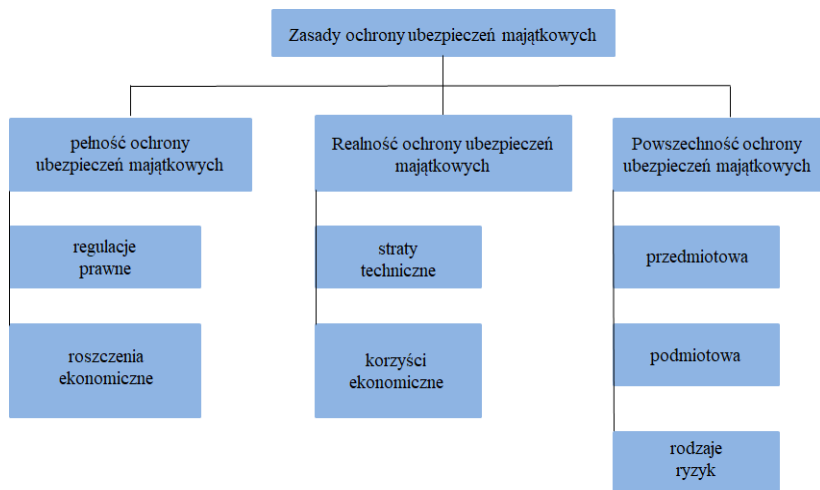 Zasady ochrony ubezpieczeń majątkowych
pełność ochrony
ubezpieczeń majątkowych
regulacje
prawne
roszczenia
ekonomiczne
Realność ochrony ubezpieczeń
majątkowych
straty
techniczne
korzyści
ekonomiczne
Powszechność ochrony
ubezpieczeń majątkowych
przedmiotowa
podmiotowa
rodzaje
ryzyk